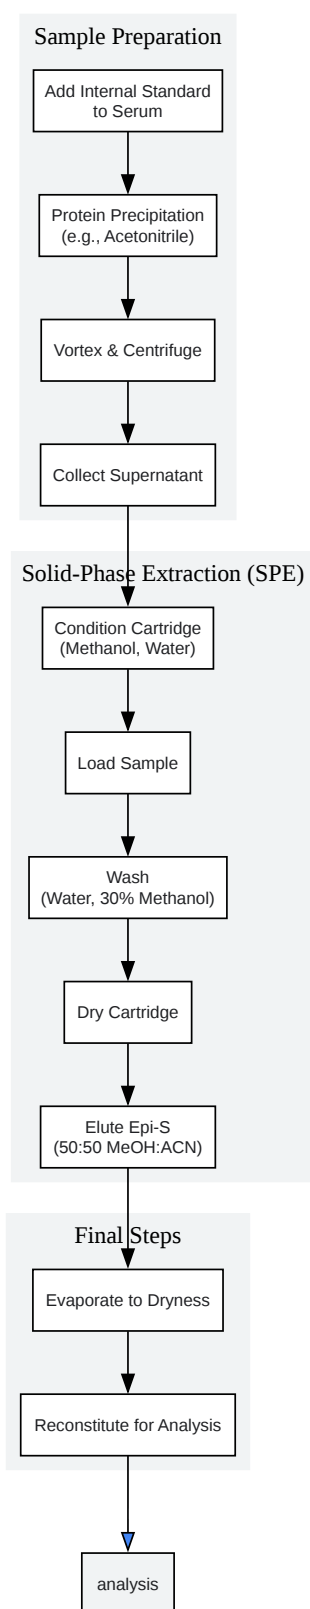 Sample Preparation
Add Internal Standard
to Serum
Protein Precipitation
(e.g., Acetonitrile)
Vortex & Centrifuge
Collect Supernatant
Solid-Phase Extraction (SPE)
Condition Cartridge
(Methanol, Water)
Load Sample
Wash
(Water, 30% Methanol)
Dry Cartridge
Elute Epi-S
(50:50 MeOH:ACN)
Final Steps
Evaporate to Dryness
Reconstitute for Analysis
analysis